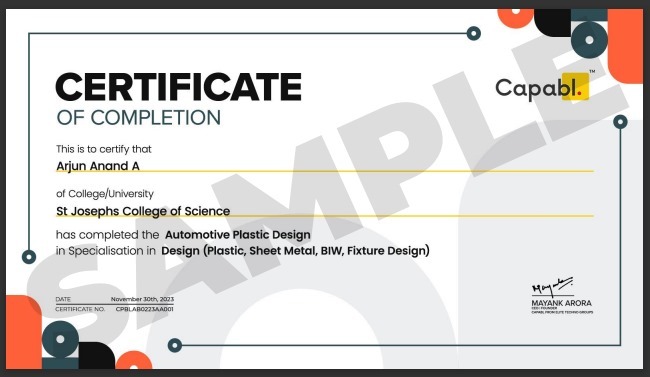 CERTIFICATE
OF COMPLETION
Capabl.™
This is to certify that
Arjun Anand A
of College/University
St Josephs College of Science
has completed the Automotive Plastic Design
in Specialisation in Design (Plastic, Sheet Metal, BIW, Fixture Design)
SAMPLE
DATE November 30th, 2023
CERTIFICATE NO. CPBLAB0223AA001
MAYANK ARORA
CEO | FOUNDER
CAPABL FROM ELITE TECHNO GROUPS